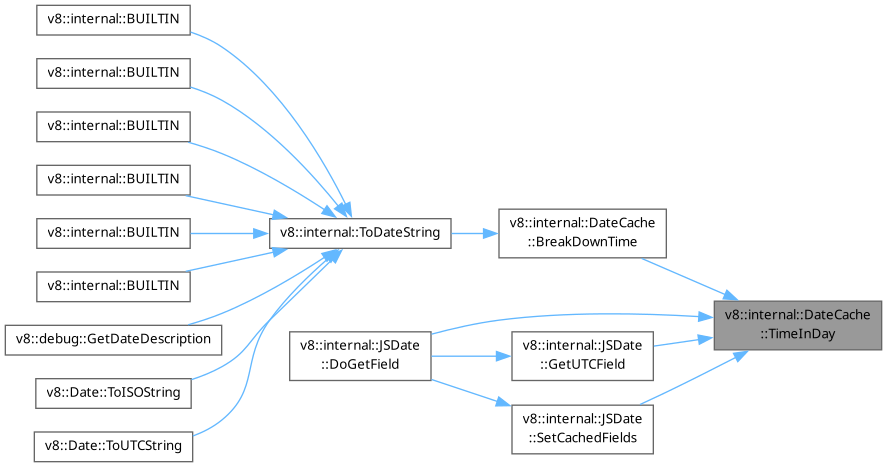 v8::internal::BUILTIN
v8::internal::BUILTIN
v8::internal::BUILTIN
v8::internal::BUILTIN
v8::internal::BUILTIN
v8::internal::BUILTIN
v8::debug::GetDateDescription
v8::Date::ToISOString
v8::Date::ToUTCString
v8::internal::ToDateString
v8::internal::JSDate
::DoGetField
v8::internal::DateCache
::BreakDownTime
v8::internal::JSDate
::GetUTCField
v8::internal::JSDate
::SetCachedFields
v8::internal::DateCache
::TimeInDay